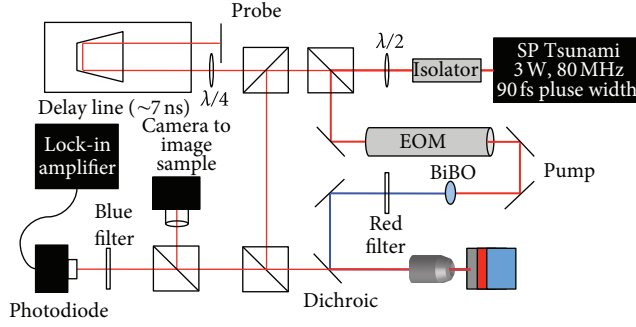 Probe
λ/2
SP Tsunami
3 W, 80 MHz
90 fs pluse width
Isolator
λ/4
Delay line (~7 ns)
Camera to
image
sample
Lock-in
amplifier
EOM
BiBO
Pump
Blue
filter
Red
filter
Photodiode
Dichroic